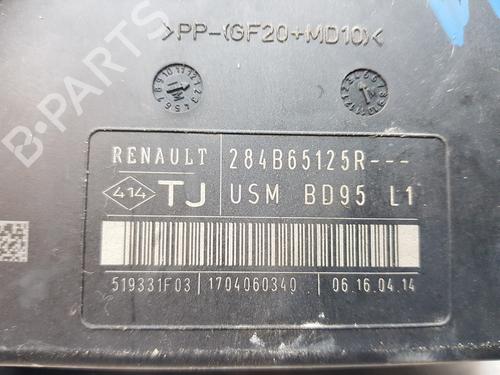 >PP-(GF20+MD10)<
RENAULT 284B65125R---
414 TJ USM BD95 L1
519331F03 1704060340 06.16.04.14
B-PARTS